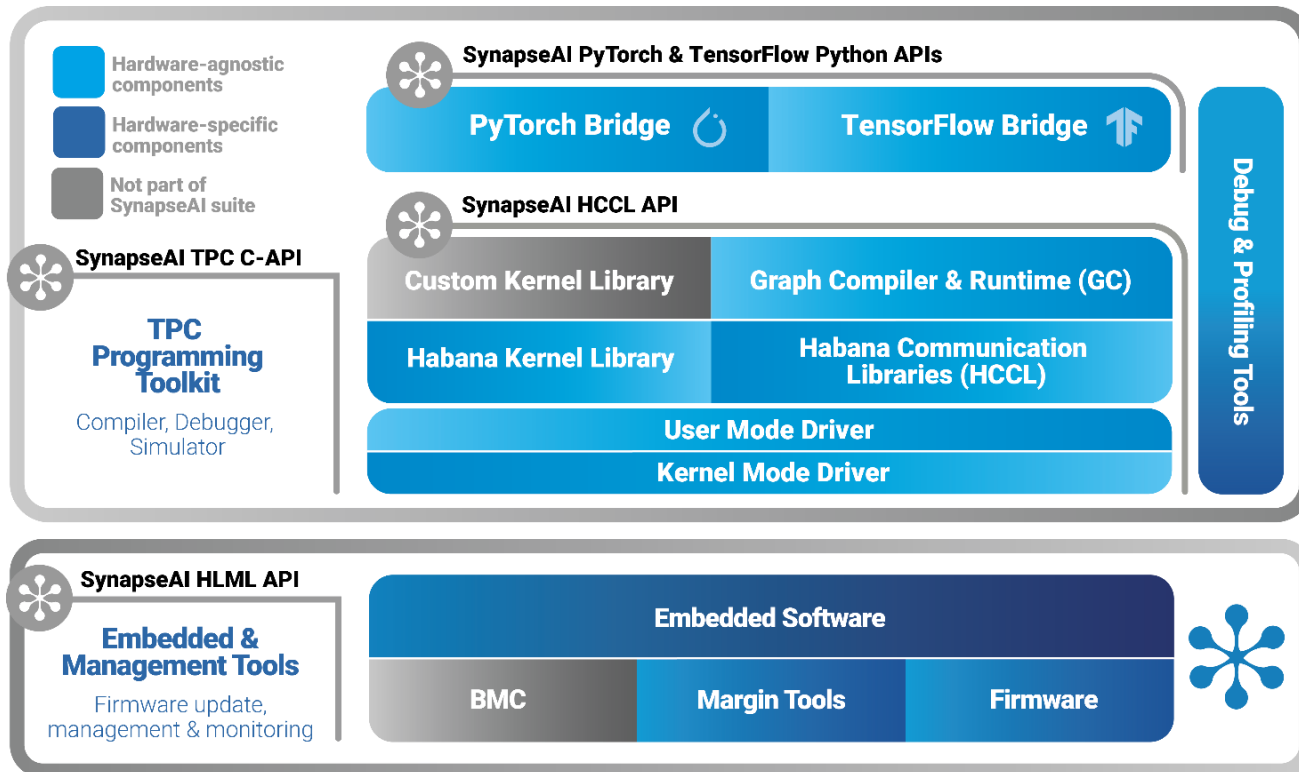 Hardware-agnostic
components
Hardware-specific
components
Not part of
SynapseAI suite
SynapseAI PyTorch & TensorFlow Python APIs
PyTorch Bridge
TensorFlow Bridge
SynapseAI HCCL API
Custom Kernel Library
Graph Compiler & Runtime (GC)
Habana Kernel Library
Habana Communication
Libraries (HCCL)
User Mode Driver
Kernel Mode Driver
Debug & Profiling Tools
SynapseAI TPC C-API
TPC
Programming
Toolkit
Compiler, Debugger,
Simulator
SynapseAI HLML API
Embedded &
Management Tools
Firmware update,
management & monitoring
Embedded Software
BMC
Margin Tools
Firmware